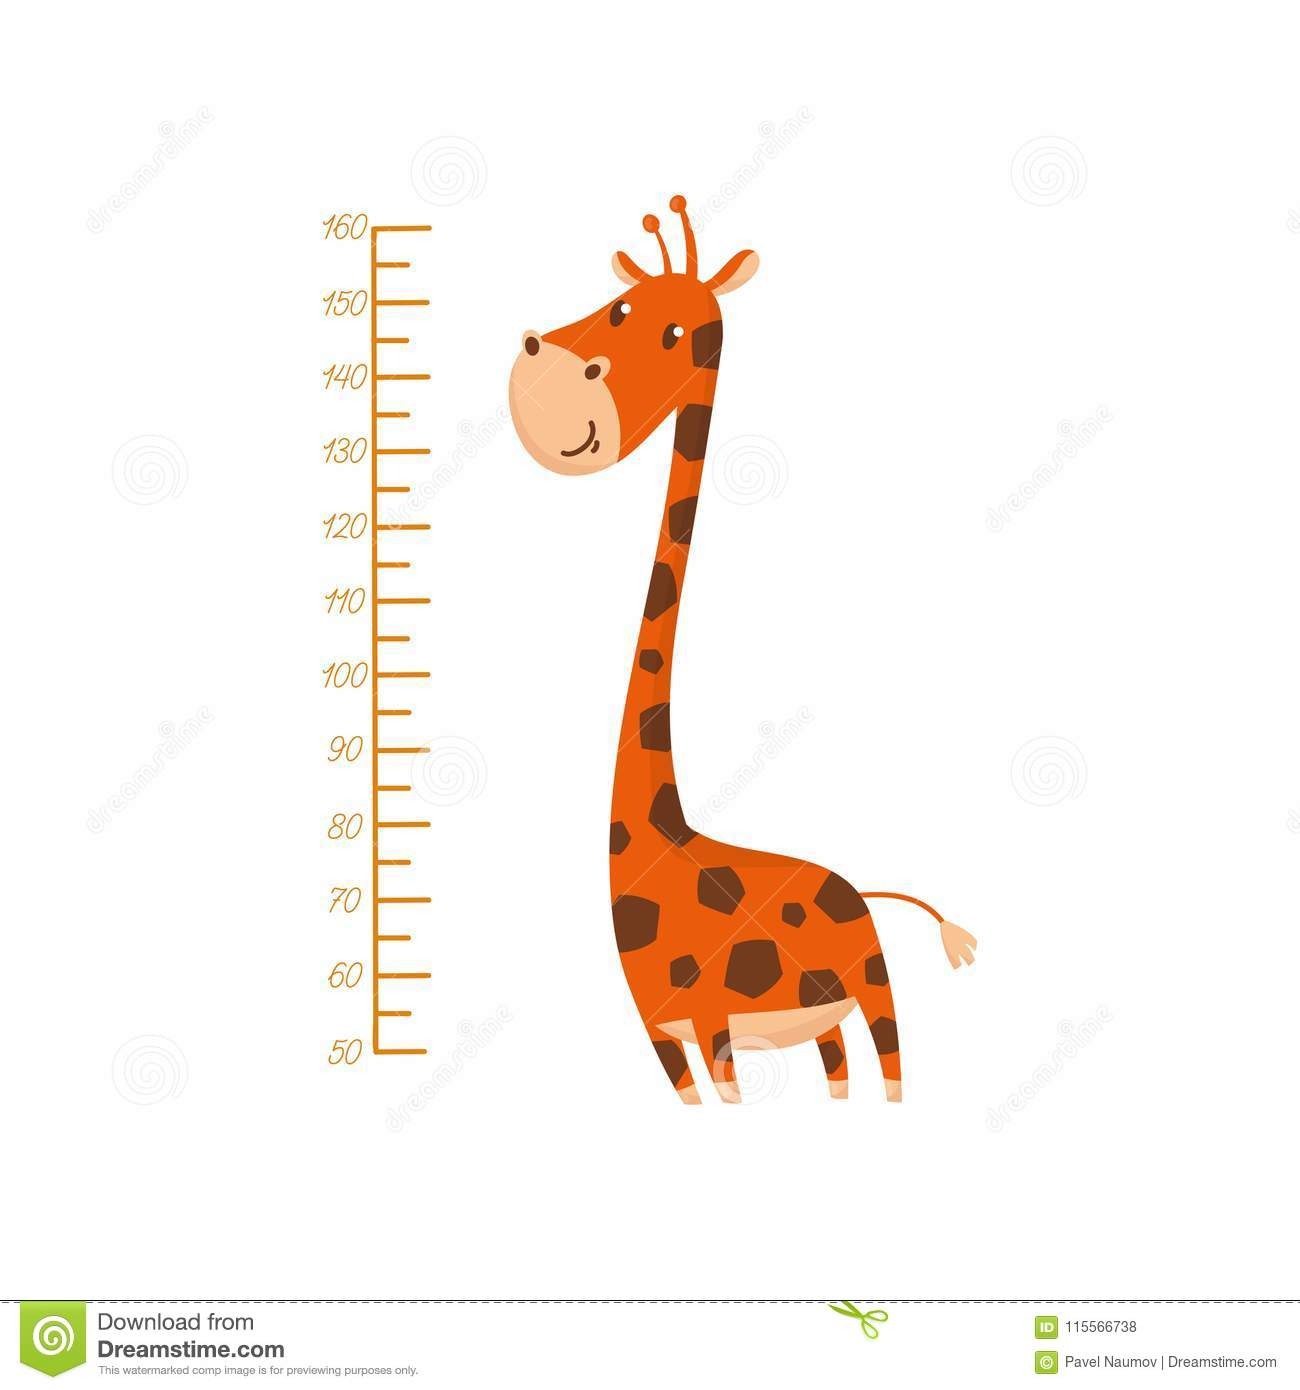 160
150
140
130
120
110
100
90
80
70
60
50
dreamstime
Download from
Dreamstime.com
This watermarked comp image is for previewing purposes only.
ID 115566738
© Pavel Naumov | Dreamstime.com